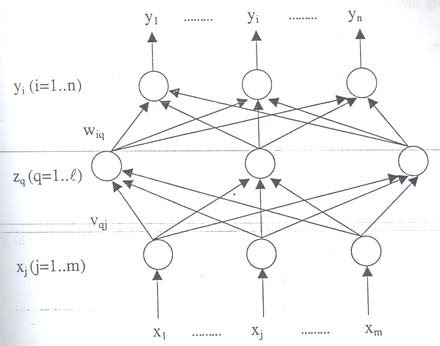 y₁ ......... yᵢ ......... yₙ
yᵢ (i=1..n)
wᵢq
zq (q=1..ℓ)
vqⱼ
xⱼ (j=1..m)
x₁ ......... xⱼ ......... xₘ